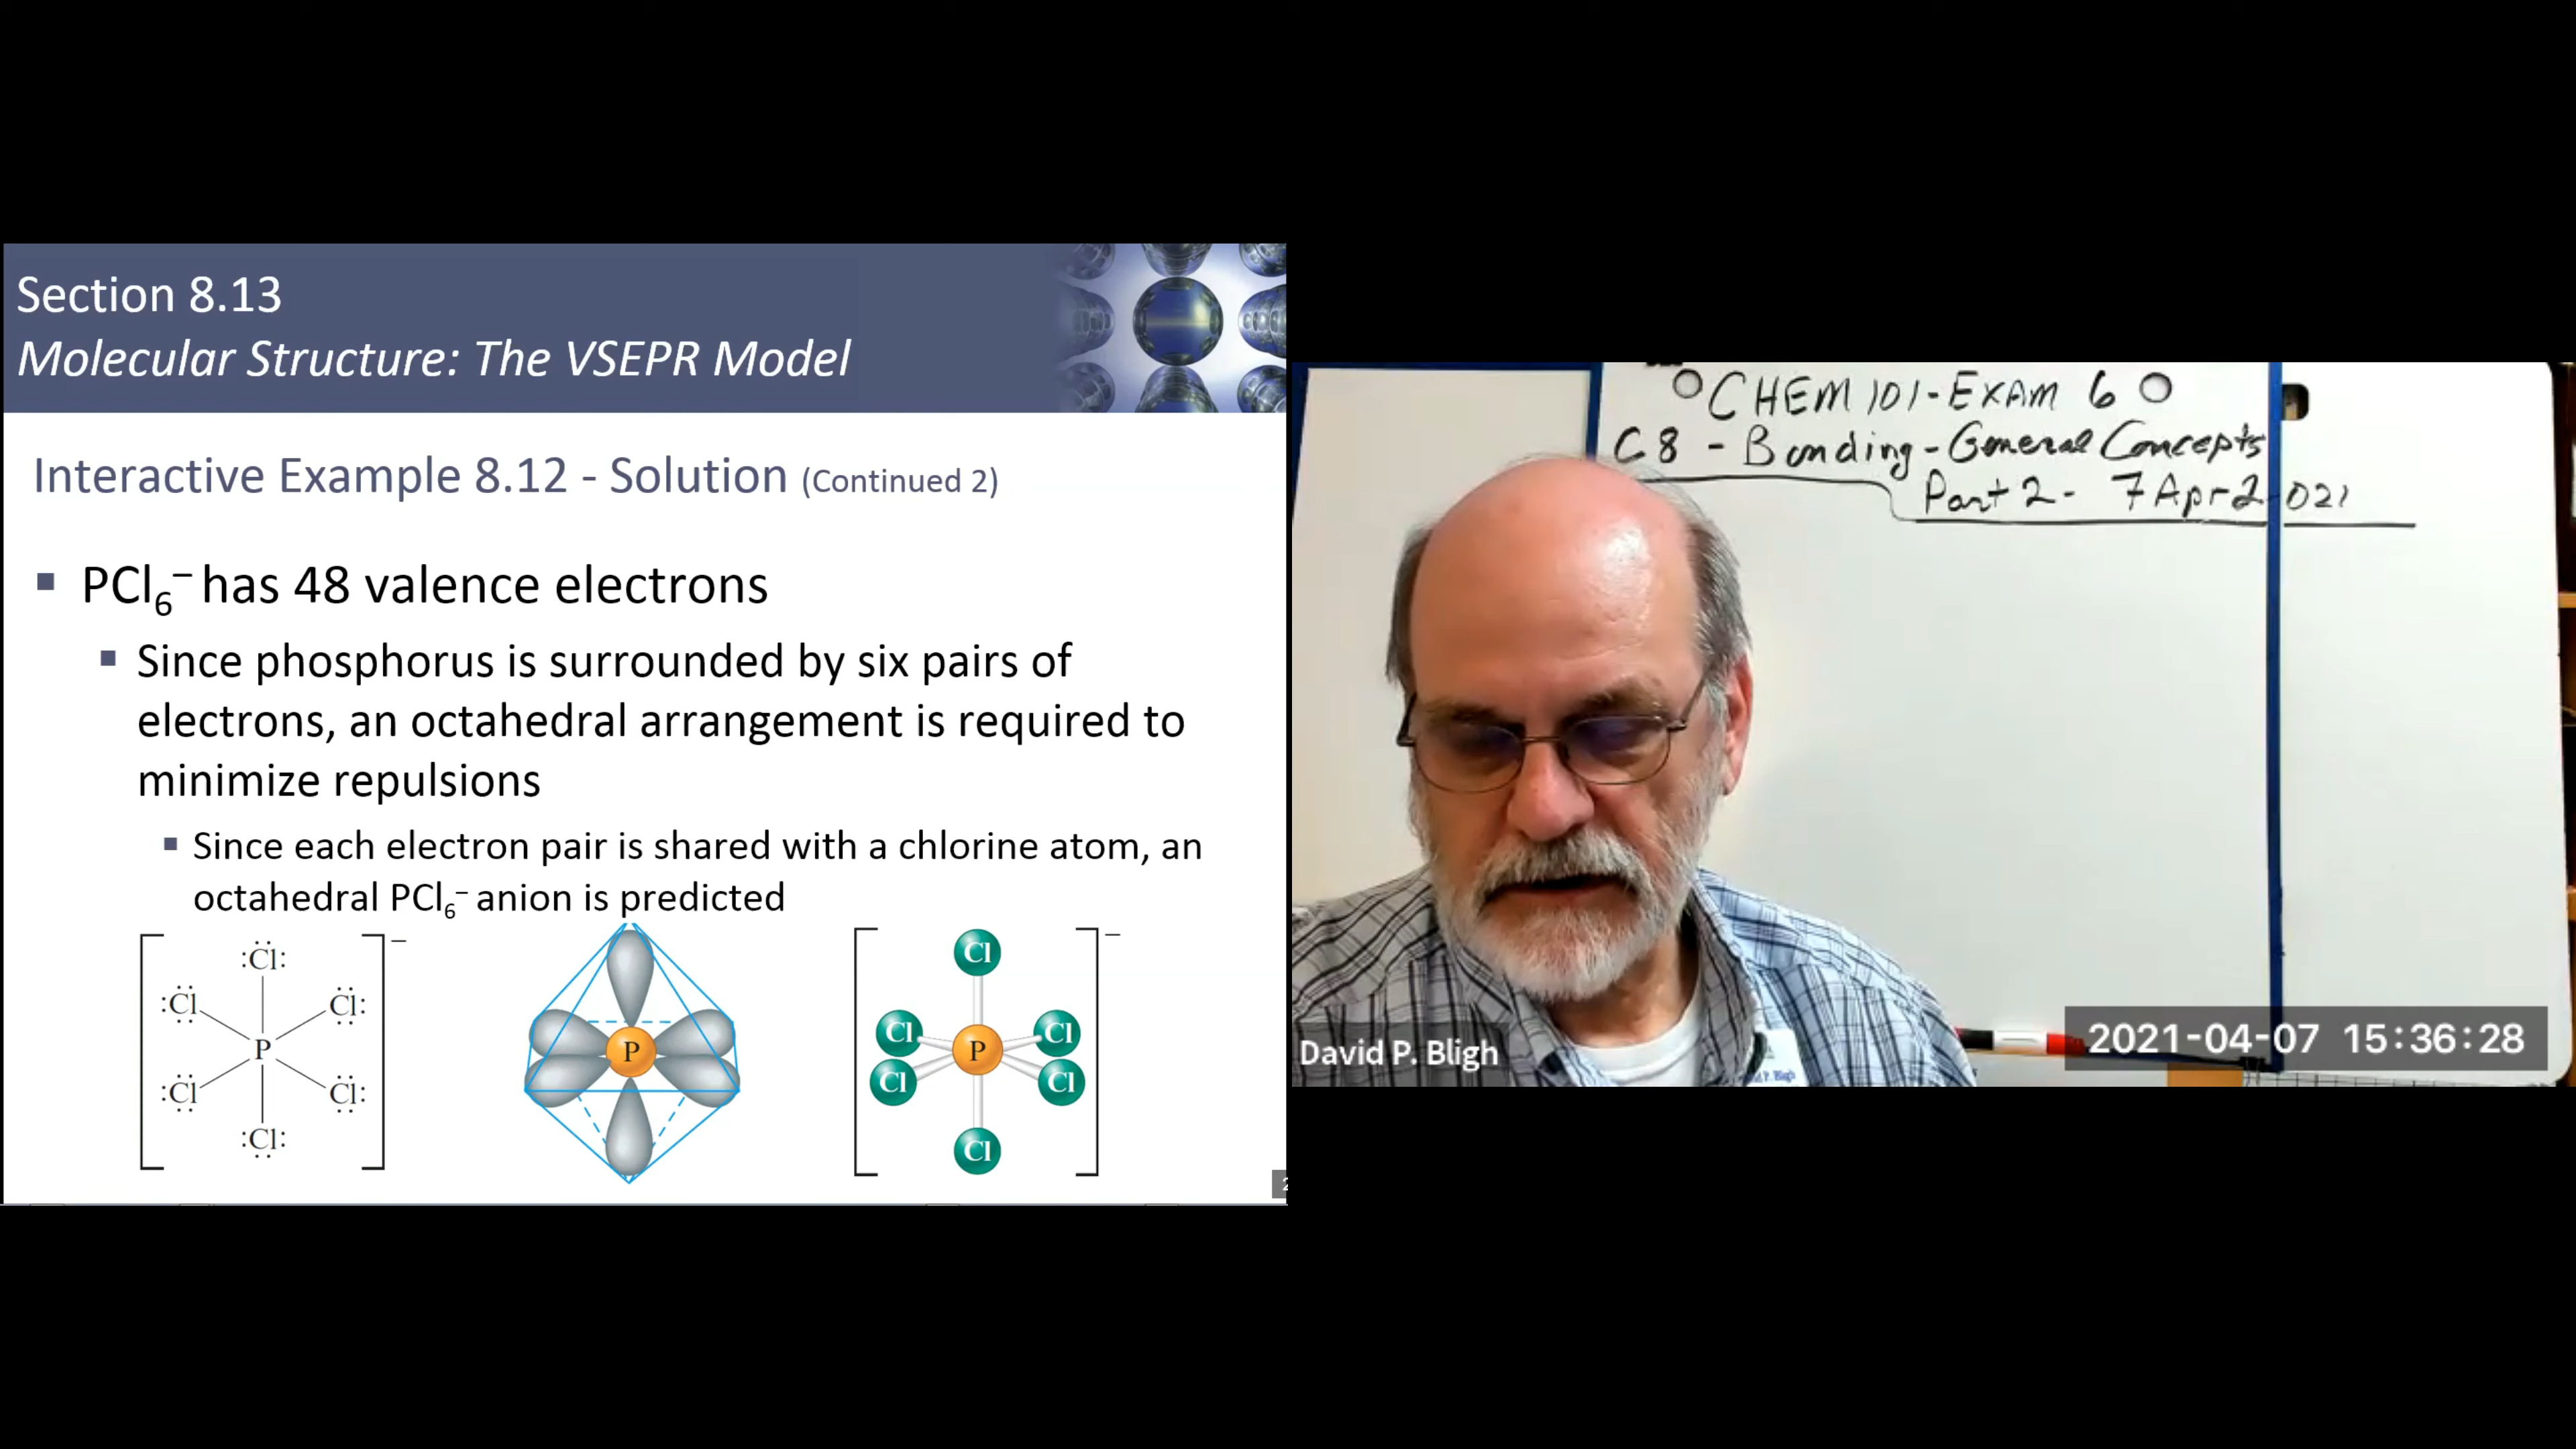 Section 8.13
Molecular Structure: The VSEPR Model
Interactive Example 8.12 - Solution (Continued 2)
▪ PCl₆⁻ has 48 valence electrons
▪ Since phosphorus is surrounded by six pairs of
electrons, an octahedral arrangement is required to
minimize repulsions
▪ Since each electron pair is shared with a chlorine atom, an
octahedral PCl₆⁻ anion is predicted
:Cl:
:Cl Cl:
P
:Cl Cl:
:Cl:
–
P
Cl
Cl Cl
P
Cl Cl
Cl
–
2
CHEM 101-EXAM 6
C8 - Bonding - General Concepts
Part 2 - 7 Apr 2021
David P. Bligh
2021-04-07 15:36:28